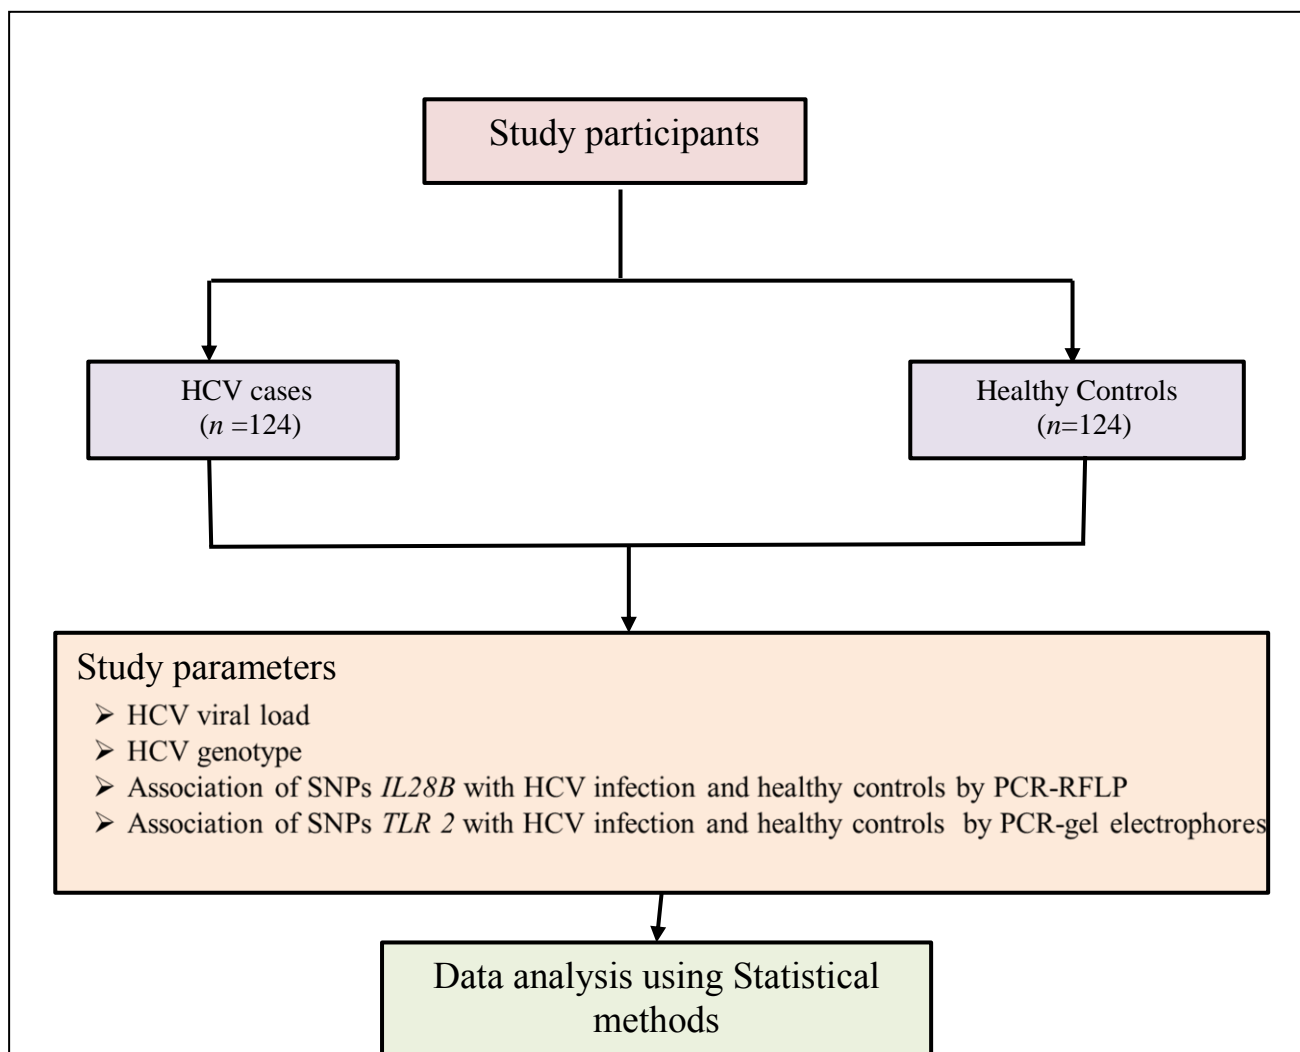 Study participants
HCV cases
(n =124)
Healthy Controls
(n=124)
Study parameters
➢ HCV viral load
➢ HCV genotype
➢ Association of SNPs IL28B with HCV infection and healthy controls by PCR-RFLP
➢ Association of SNPs TLR 2 with HCV infection and healthy controls by PCR-gel electrophores
Data analysis using Statistical
methods